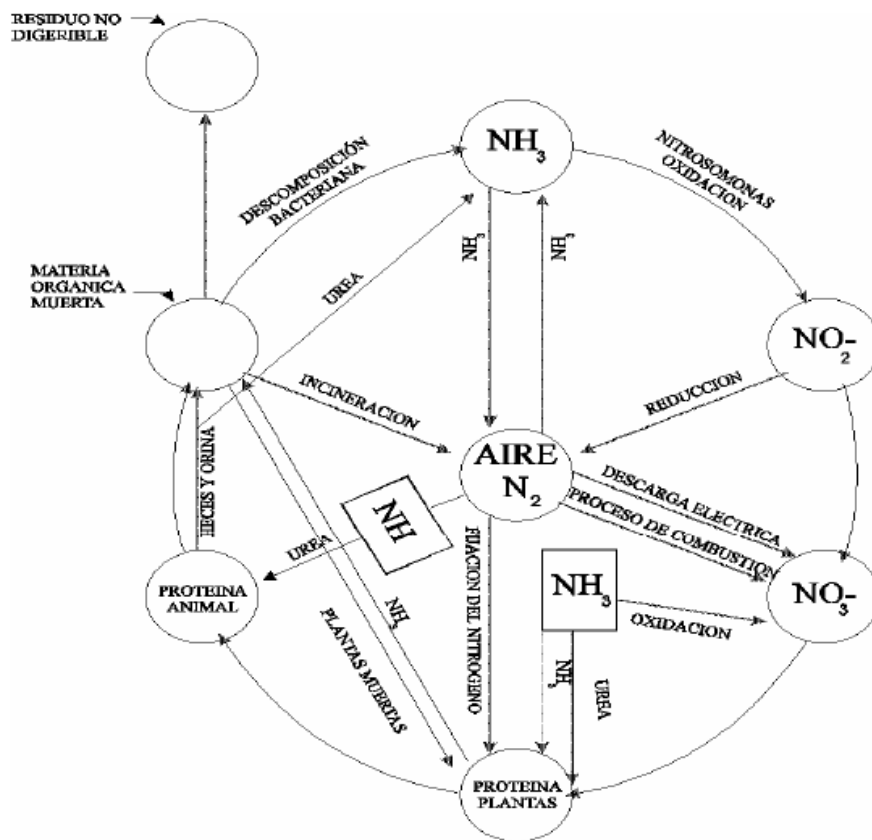 RESIDUO NO
DIGERIBLE
NH3
DESCOMPOSICIÓN
BACTERIANA
NITROSOMONAS
OXIDACION
NH3
NH3
UREA
MATERIA
ORGANICA
MUERTA
NO-2
INCINERACION
REDUCCION
AIRE
N2
HECES Y ORINA
NH
UREA
DESCARGA ELECTRICA
PROCESO DE COMBUSTION
PROTEINA
ANIMAL
NH3
PLANTAS MUERTAS
FIJACION DEL NITROGENO
NH3
OXIDACION
NO-3
NH3
UREA
PROTEINA
PLANTAS